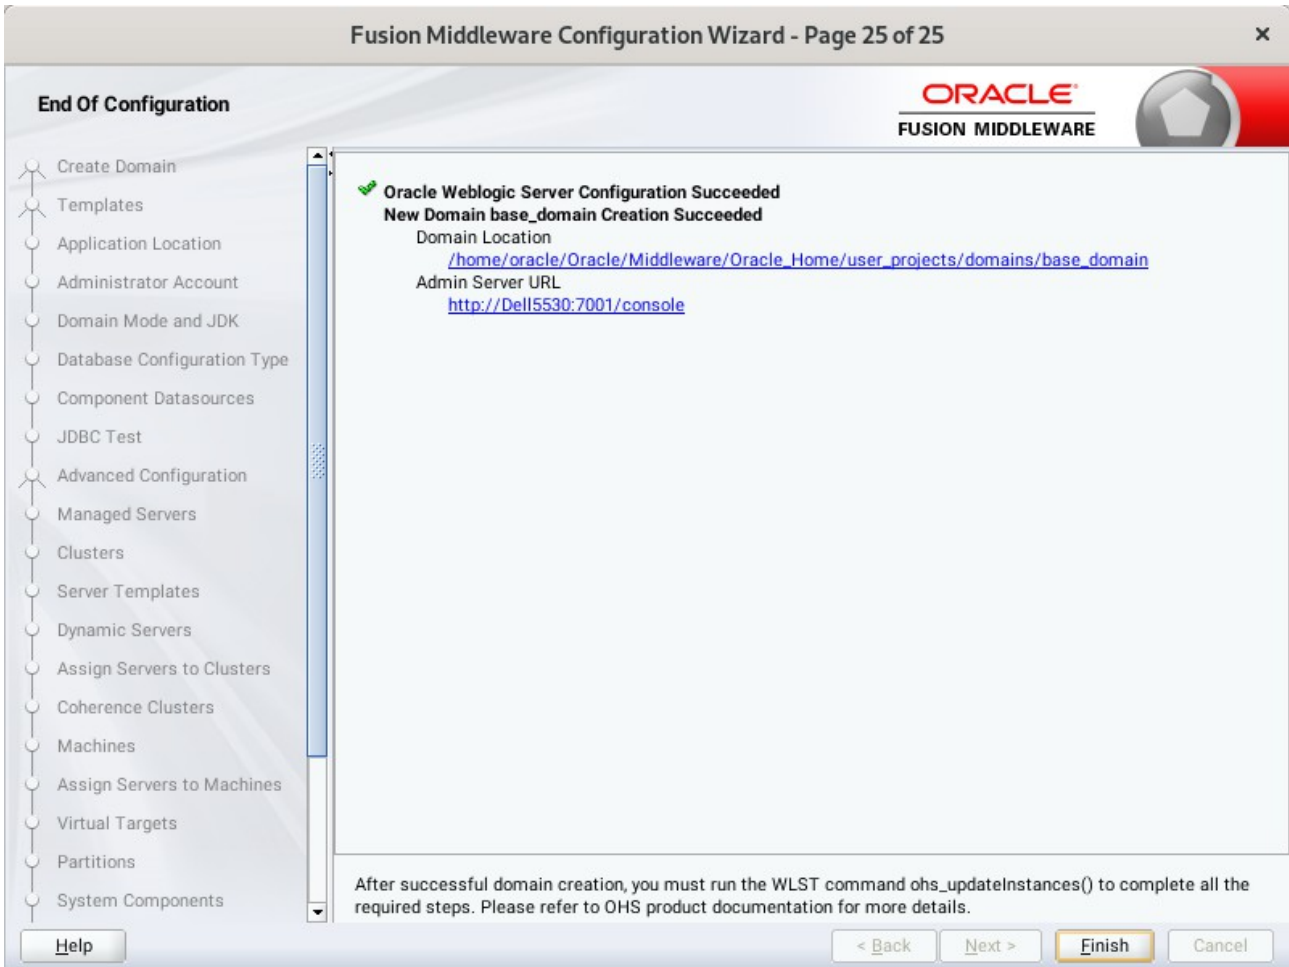 Fusion Middleware Configuration Wizard - Page 25 of 25
×
End Of Configuration
ORACLE
FUSION MIDDLEWARE
Create Domain
Templates
Application Location
Administrator Account
Domain Mode and JDK
Database Configuration Type
Component Datasources
JDBC Test
Advanced Configuration
Managed Servers
Clusters
Server Templates
Dynamic Servers
Assign Servers to Clusters
Coherence Clusters
Machines
Assign Servers to Machines
Virtual Targets
Partitions
System Components
Oracle Weblogic Server Configuration Succeeded
New Domain base_domain Creation Succeeded
Domain Location
/home/oracle/Oracle/Middleware/Oracle_Home/user_projects/domains/base_domain
Admin Server URL
http://Dell5530:7001/console
After successful domain creation, you must run the WLST command ohs_updateInstances() to complete all the
required steps. Please refer to OHS product documentation for more details.
Help
< Back
Next >
Finish
Cancel